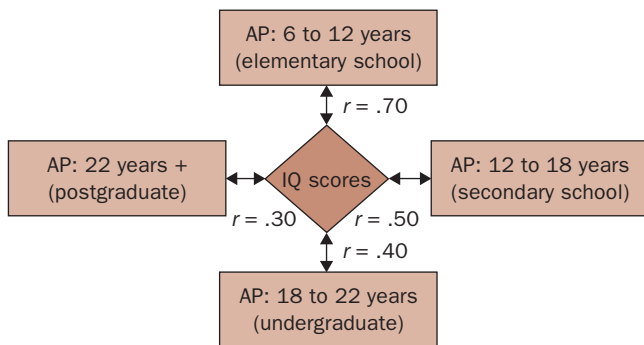 AP: 6 to 12 years
(elementary school)
r = .70
AP: 22 years +
(postgraduate)
IQ scores
AP: 12 to 18 years
(secondary school)
r = .30
r = .50
r = .40
AP: 18 to 22 years
(undergraduate)